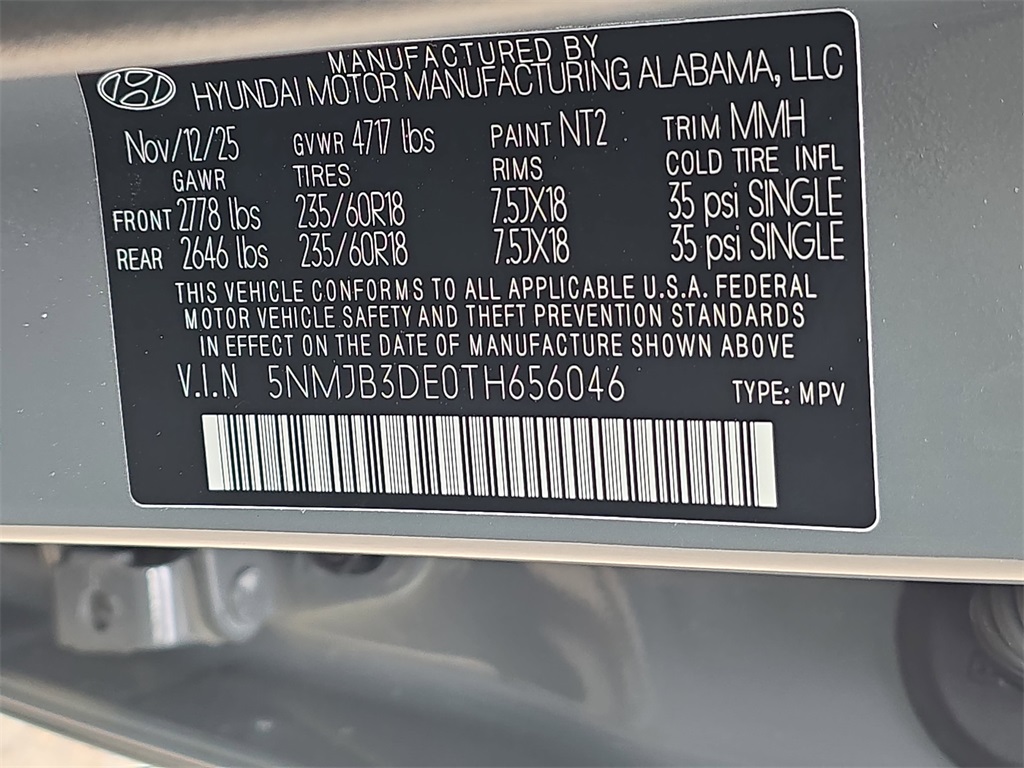 MANUFACTURED BY
HYUNDAI MOTOR MANUFACTURING ALABAMA, LLC
Nov/12/25 GVWR 4717 lbs PAINT NT2 TRIM MMH
GAWR TIRES RIMS COLD TIRE INFL
FRONT 2778 lbs 235/60R18 7.5JX18 35 psi SINGLE
REAR 2646 lbs 235/60R18 7.5JX18 35 psi SINGLE
THIS VEHICLE CONFORMS TO ALL APPLICABLE U.S.A. FEDERAL
MOTOR VEHICLE SAFETY AND THEFT PREVENTION STANDARDS
IN EFFECT ON THE DATE OF MANUFACTURE SHOWN ABOVE
V.I.N 5NMJB3DE0TH656046 TYPE: MPV